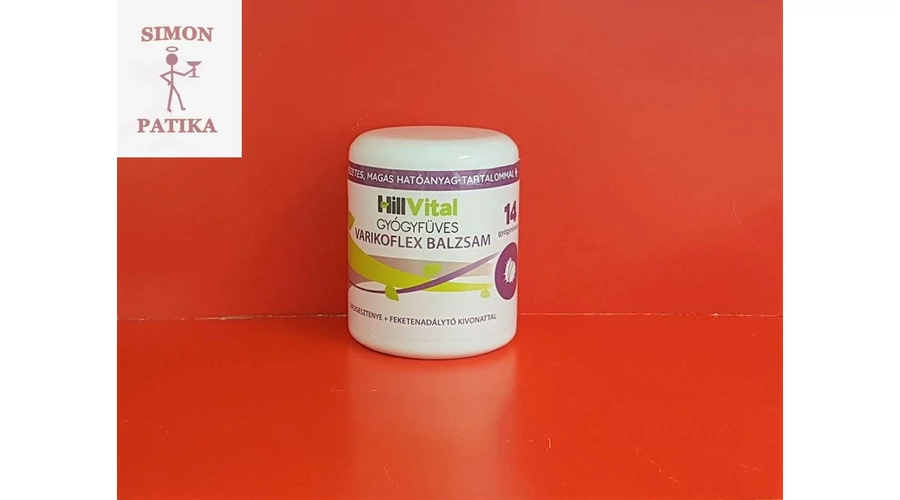 SIMON
PATIKA
MAGAS HATÓANYAG-TARTALOMMAL
HillVital
GYÓGYFÜVES
VARIKOFLEX BALZSAM
14
+ FEKETENADÁLYTŐ KIVONATTAL